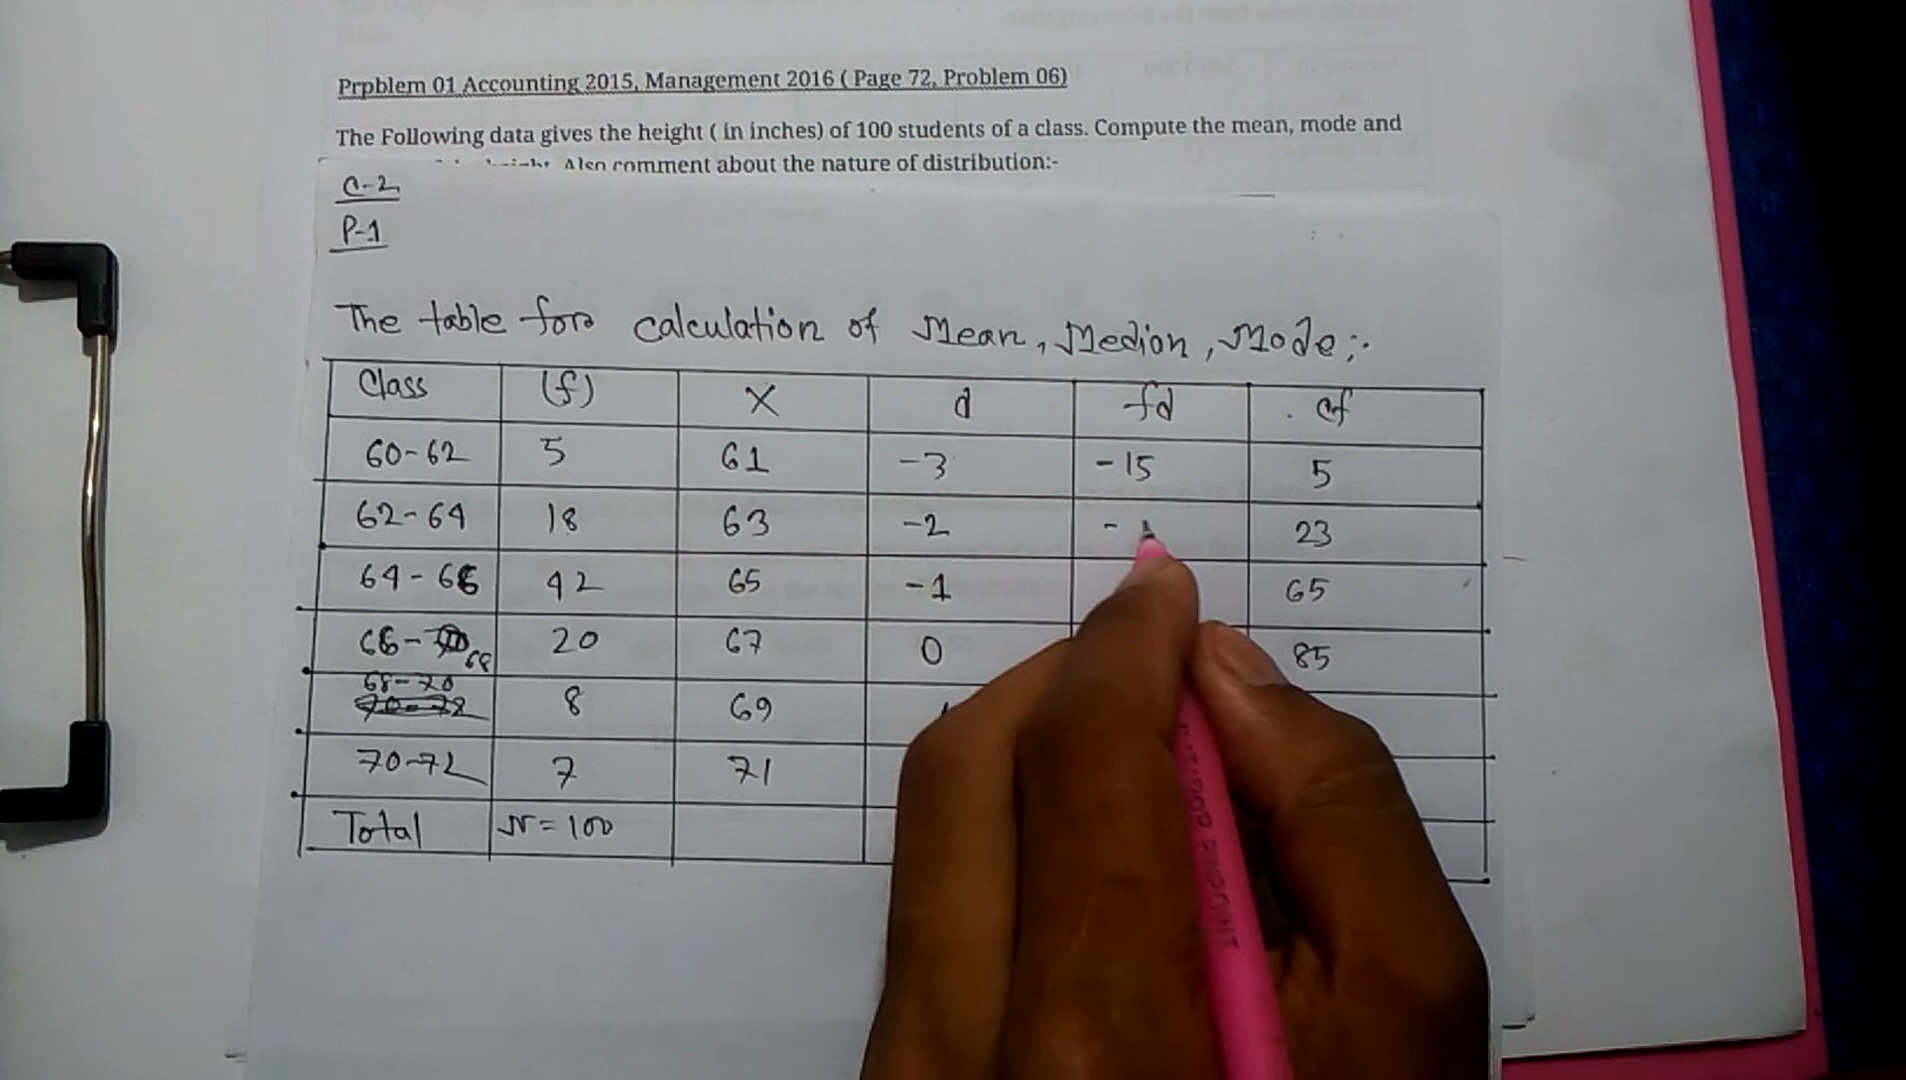 Prpblem 01 Accounting 2015, Management 2016 ( Page 72, Problem 06)
The Following data gives the height ( in inches) of 100 students of a class. Compute the mean, mode and
Also comment about the nature of distribution:-
C-2
P-1
The table for calculation of Mean, Median, Mode:-
Class (f) X d fd cf
60-62 5 61 -3 -15 5
62-64 18 63 -2 - 23
64-66 42 65 -1 65
66-68 20 67 0 85
68-70 8 69
70-72 7 71
Total N=100